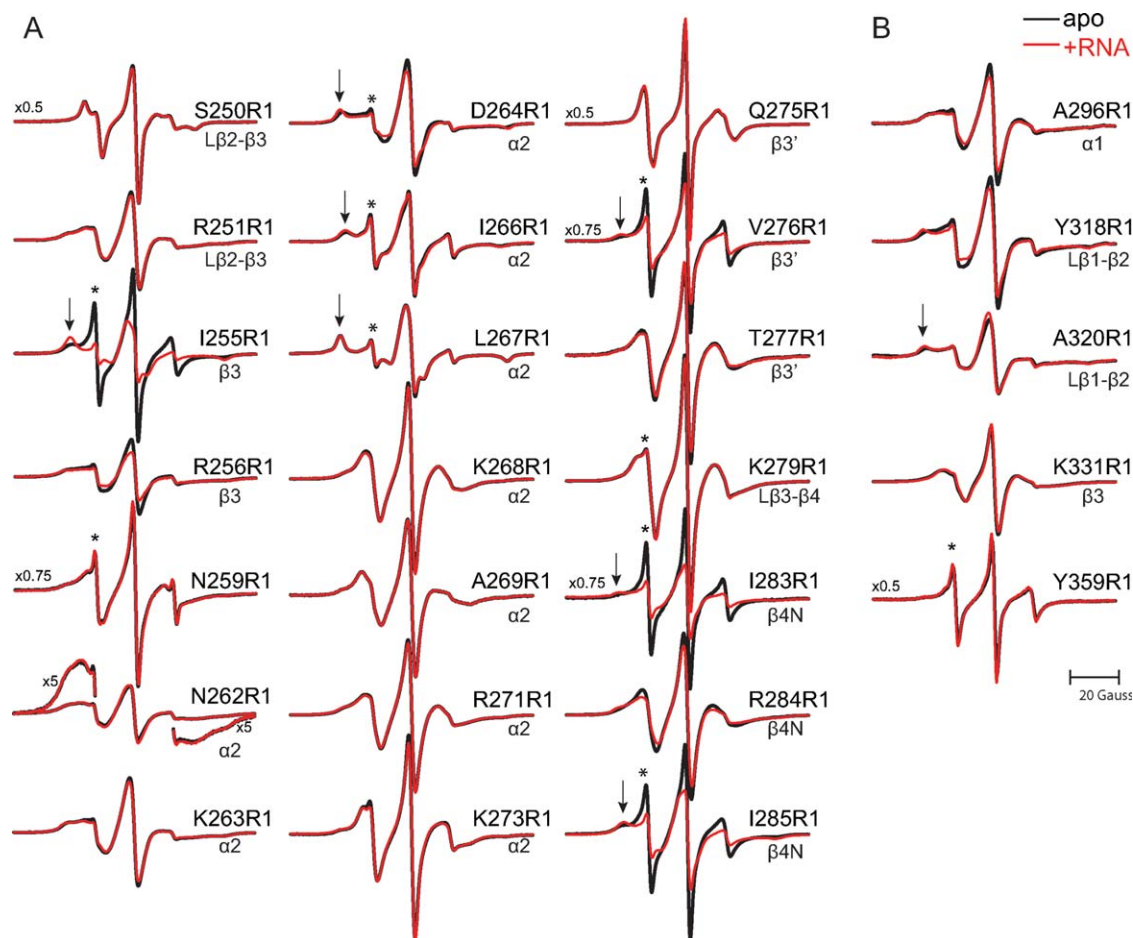 A
B
apo
+RNA
x0.5
S250R1
Lβ2-β3
R251R1
Lβ2-β3
*
I255R1
β3
R256R1
β3
*
x0.75
N259R1
x5
N262R1
x5
α2
K263R1
α2
*
D264R1
α2
*
I266R1
α2
*
L267R1
α2
K268R1
α2
A269R1
α2
R271R1
α2
K273R1
α2
x0.5
Q275R1
β3'
*
x0.75
V276R1
β3'
T277R1
β3'
*
K279R1
Lβ3-β4
*
x0.75
I283R1
β4N
R284R1
β4N
*
I285R1
β4N
A296R1
α1
Y318R1
Lβ1-β2
A320R1
Lβ1-β2
K331R1
β3
*
x0.5
Y359R1
20 Gauss